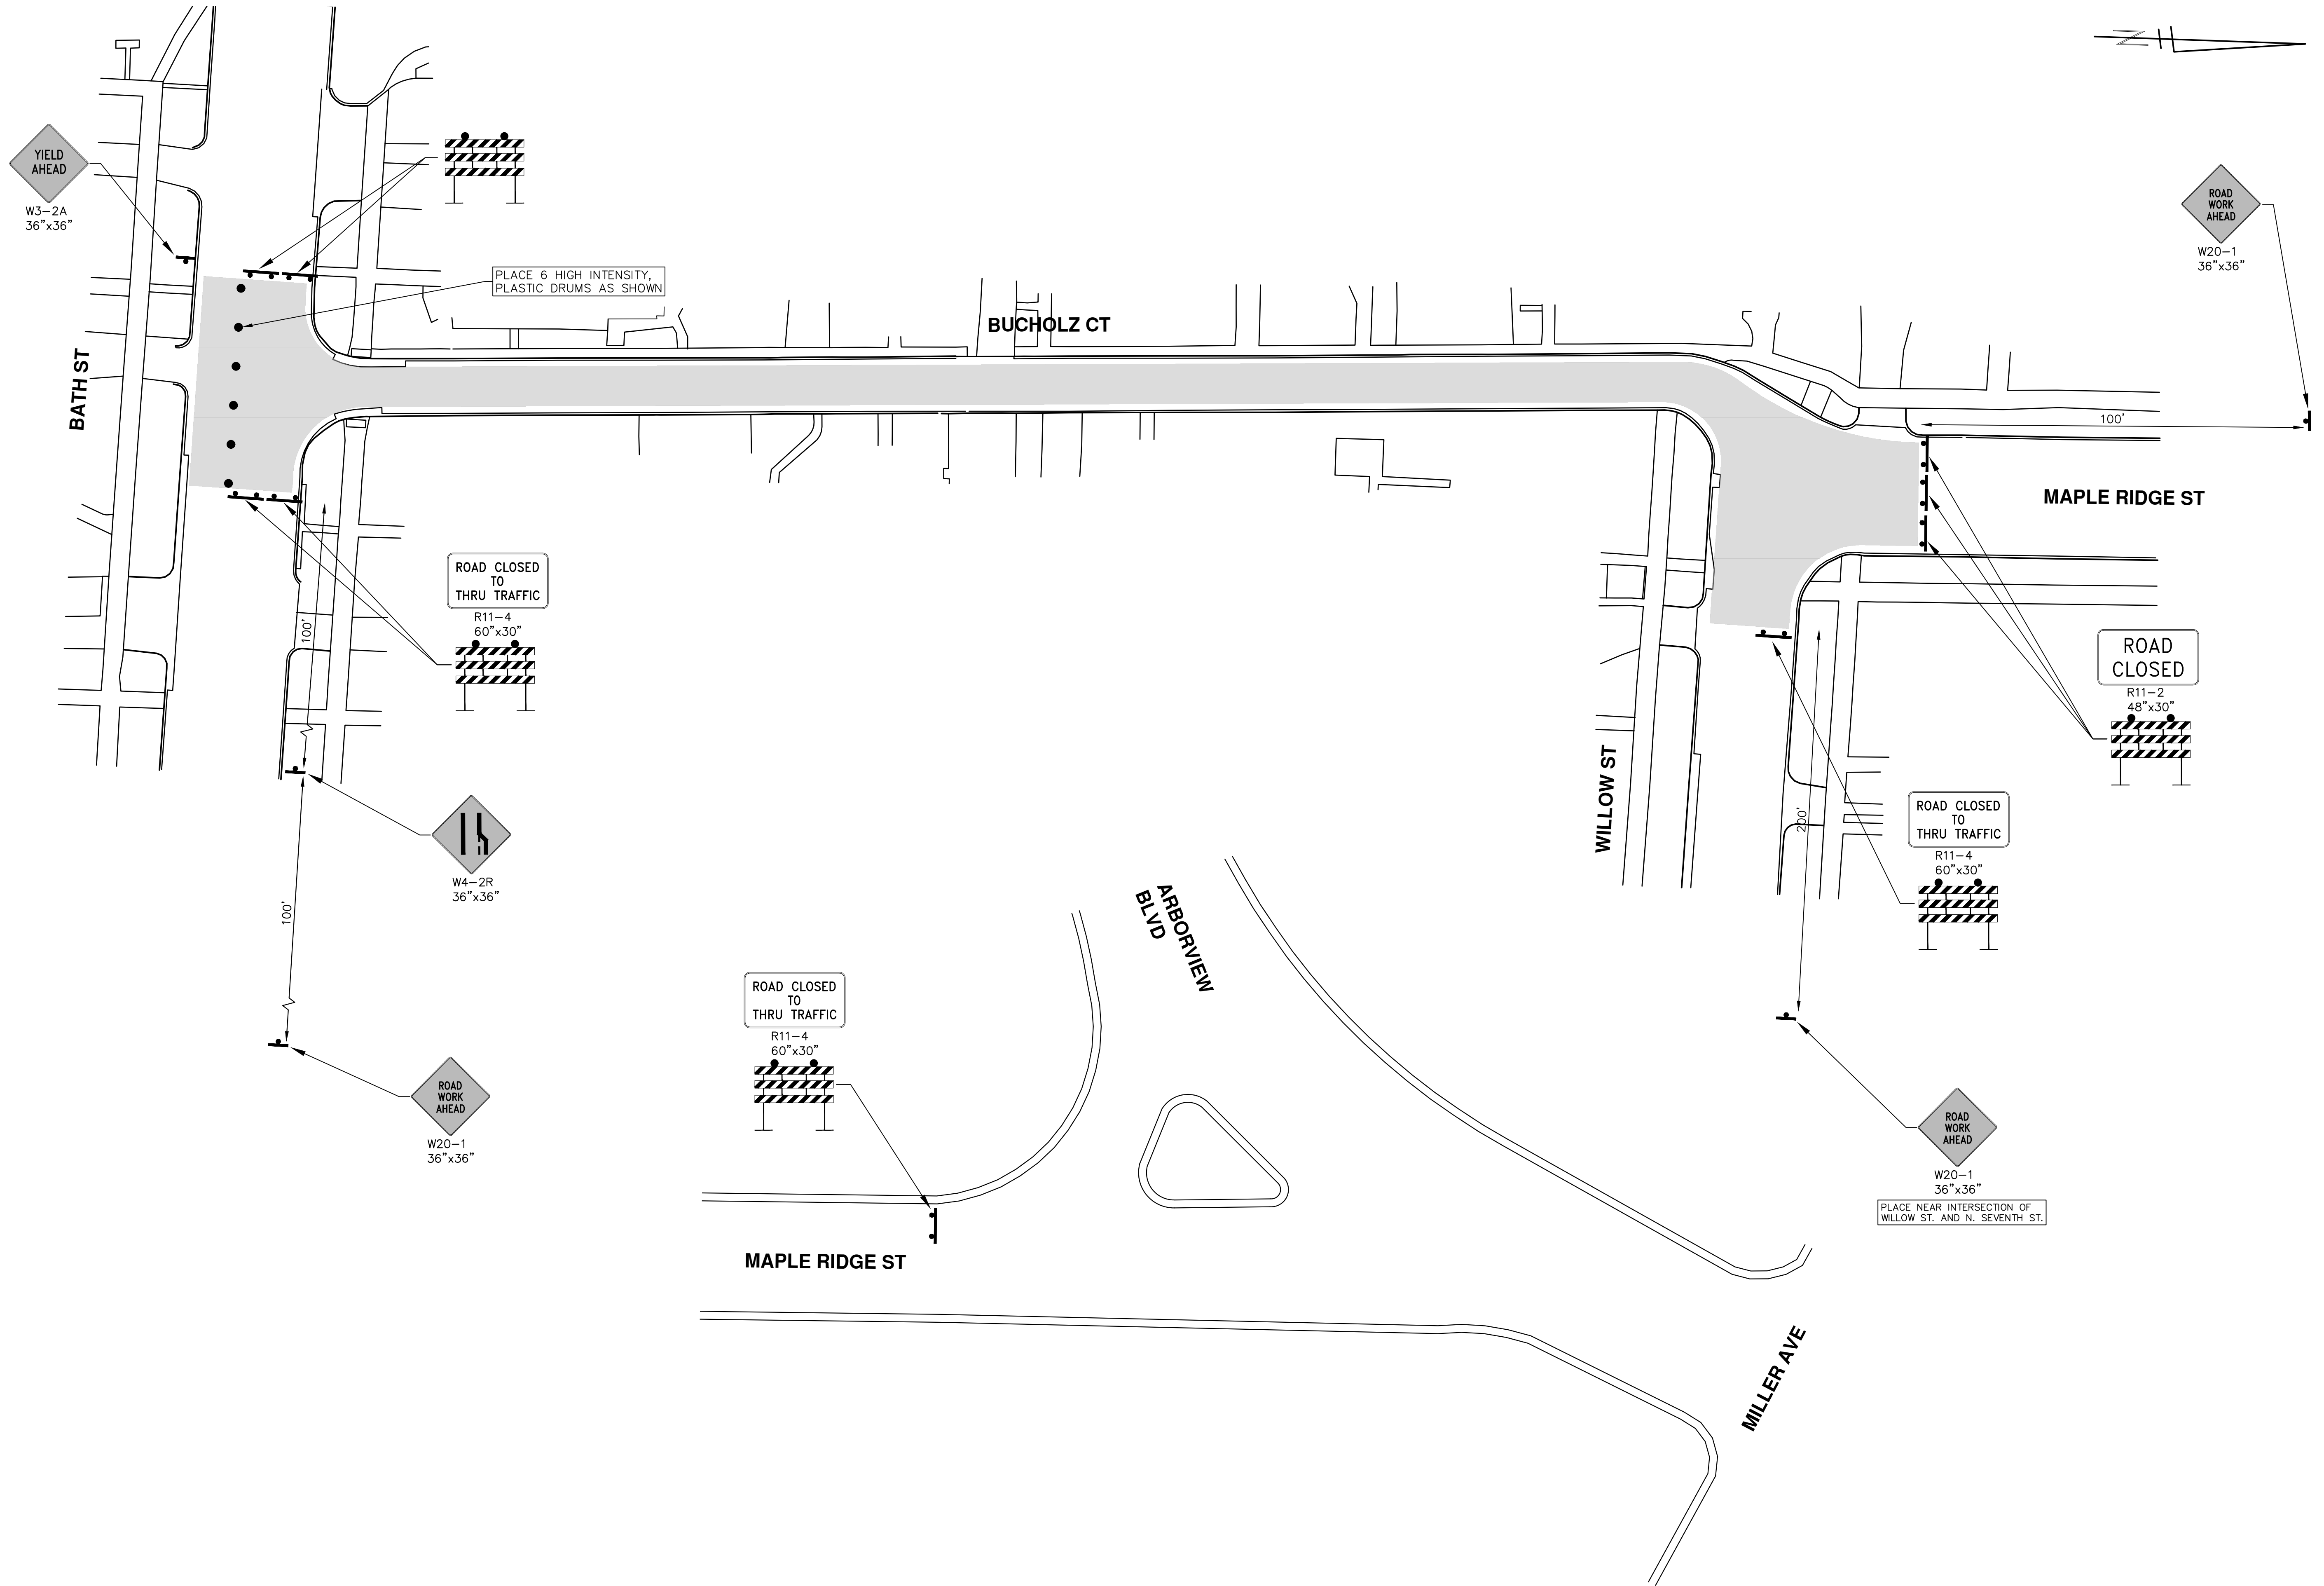 N
YIELD
AHEAD
W3-2A
36"x36"
PLACE 6 HIGH INTENSITY,
PLASTIC DRUMS AS SHOWN
BATH ST
BUCHOLZ CT
ROAD
WORK
AHEAD
W20-1
36"x36"
100'
MAPLE RIDGE ST
ROAD CLOSED
TO
THRU TRAFFIC
R11-4
60"x30"
100'
W4-2R
36"x36"
100'
ROAD
WORK
AHEAD
W20-1
36"x36"
ROAD CLOSED
TO
THRU TRAFFIC
R11-4
60"x30"
MAPLE RIDGE ST
ARBORVIEW
BLVD
MILLER AVE
WILLOW ST
ROAD
CLOSED
R11-2
48"x30"
200'
ROAD CLOSED
TO
THRU TRAFFIC
R11-4
60"x30"
ROAD
WORK
AHEAD
W20-1
36"x36"
PLACE NEAR INTERSECTION OF
WILLOW ST. AND N. SEVENTH ST.